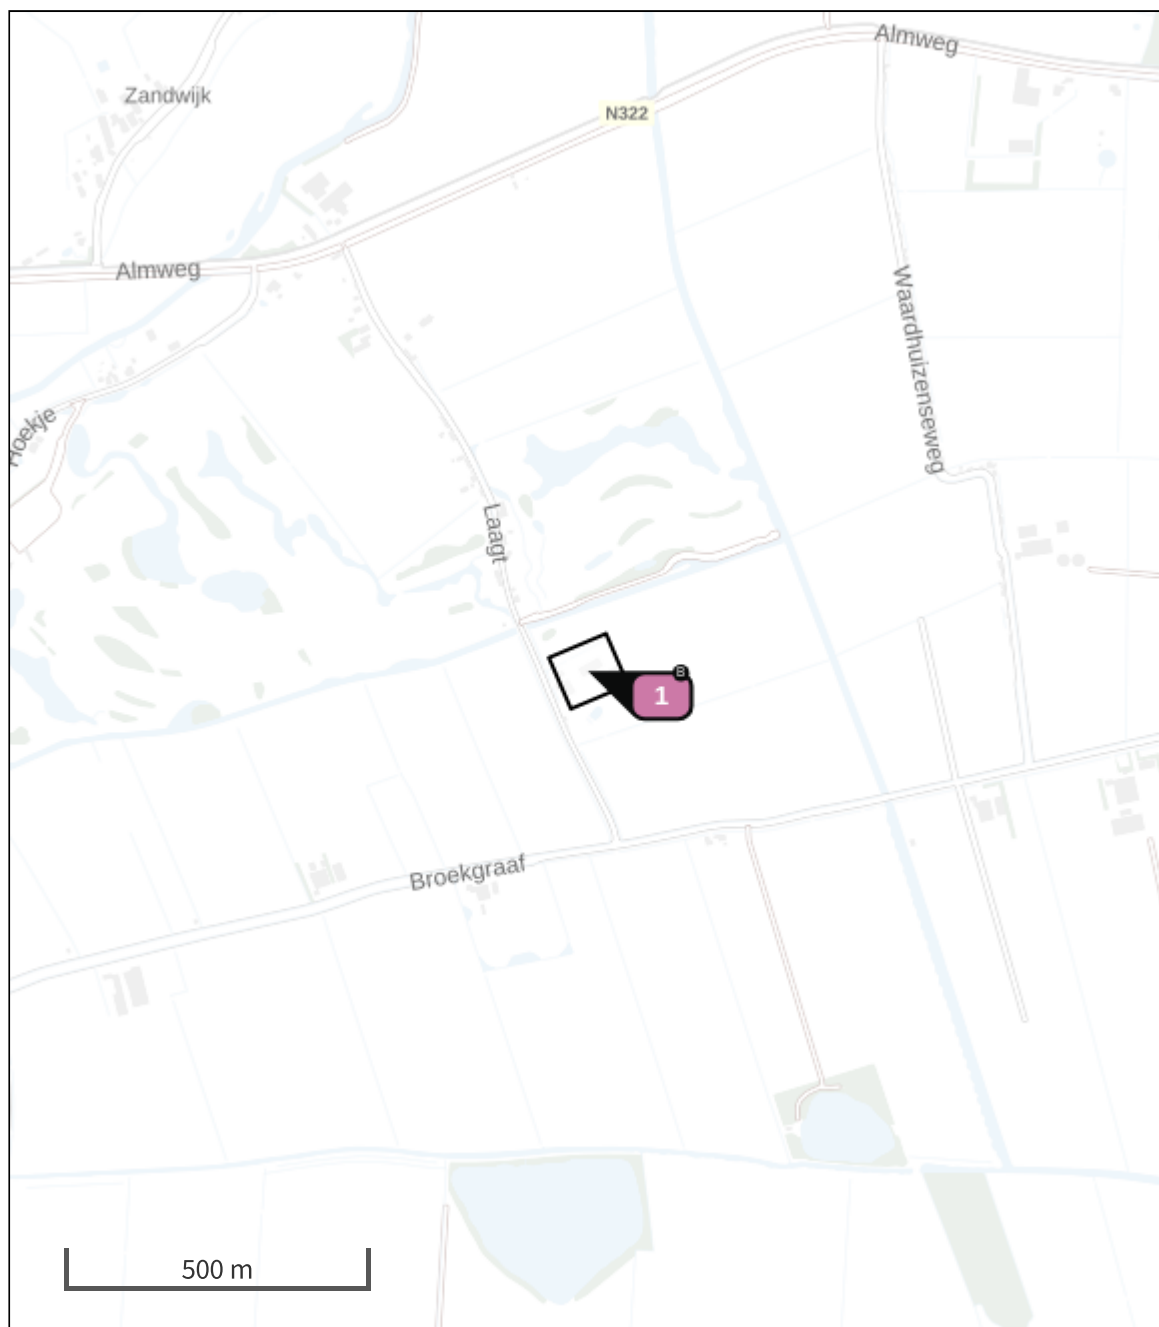 Almweg
Zandwijk
N322
Almweg
Waardhuizenseweg
Hoekje
Laagt
B
1
Broekgraaf
500 m